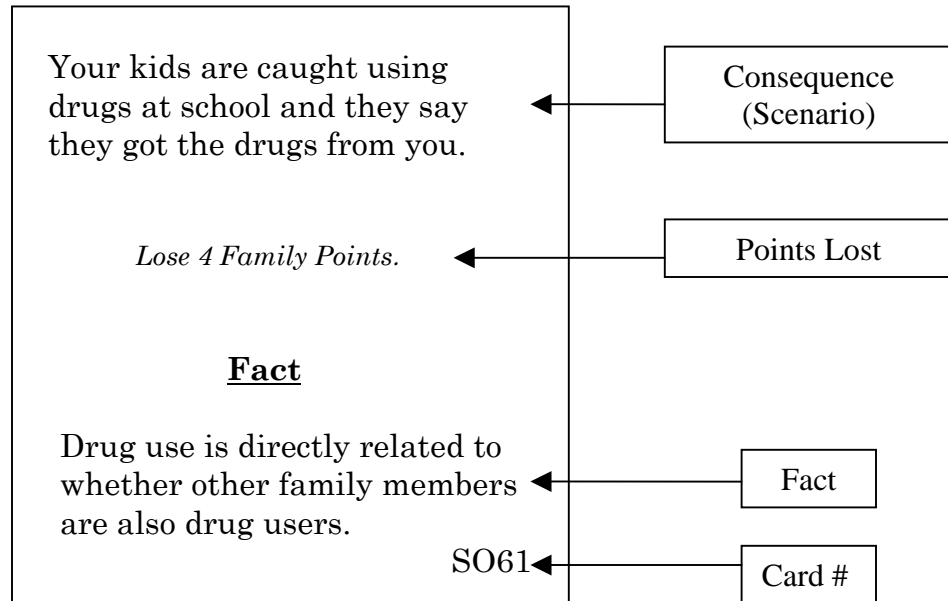 Your kids are caught using
drugs at school and they say
they got the drugs from you.
Consequence
(Scenario)
Lose 4 Family Points.
Points Lost
Fact
Drug use is directly related to
whether other family members
are also drug users.
Fact
SO61
Card #